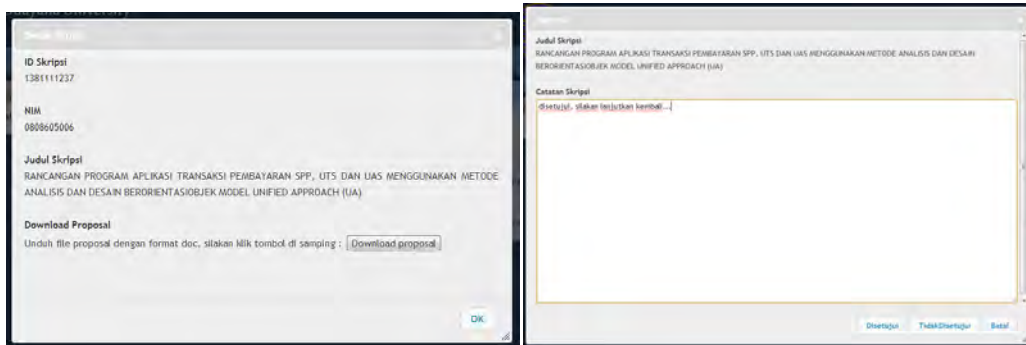 ID Skripsi
1381111237
NIM
0808605006
Judul Skripsi
RANCANGAN PROGRAM APLIKASI TRANSAKSI PEMBAYARAN SPP, UTS DAN UAS MENGGUNAKAN METODE
ANALISIS DAN DESAIN BERORIENTASIOBJEK MODEL UNIFIED APPROACH (UA)
Download Proposal
Unduh file proposal dengan format doc, silakan klik tombol di samping : Download proposal
OK
Judul Skripsi
RANCANGAN PROGRAM APLIKASI TRANSAKSI PEMBAYARAN SPP, UTS DAN UAS MENGGUNAKAN METODE ANALISIS DAN DESAIN
BERORIENTASIOBJEK MODEL UNIFIED APPROACH (UA)
Catatan Skripsi
disetujui, silakan lanjutkan kembali...
Disetujui TidakDisetujui Batal